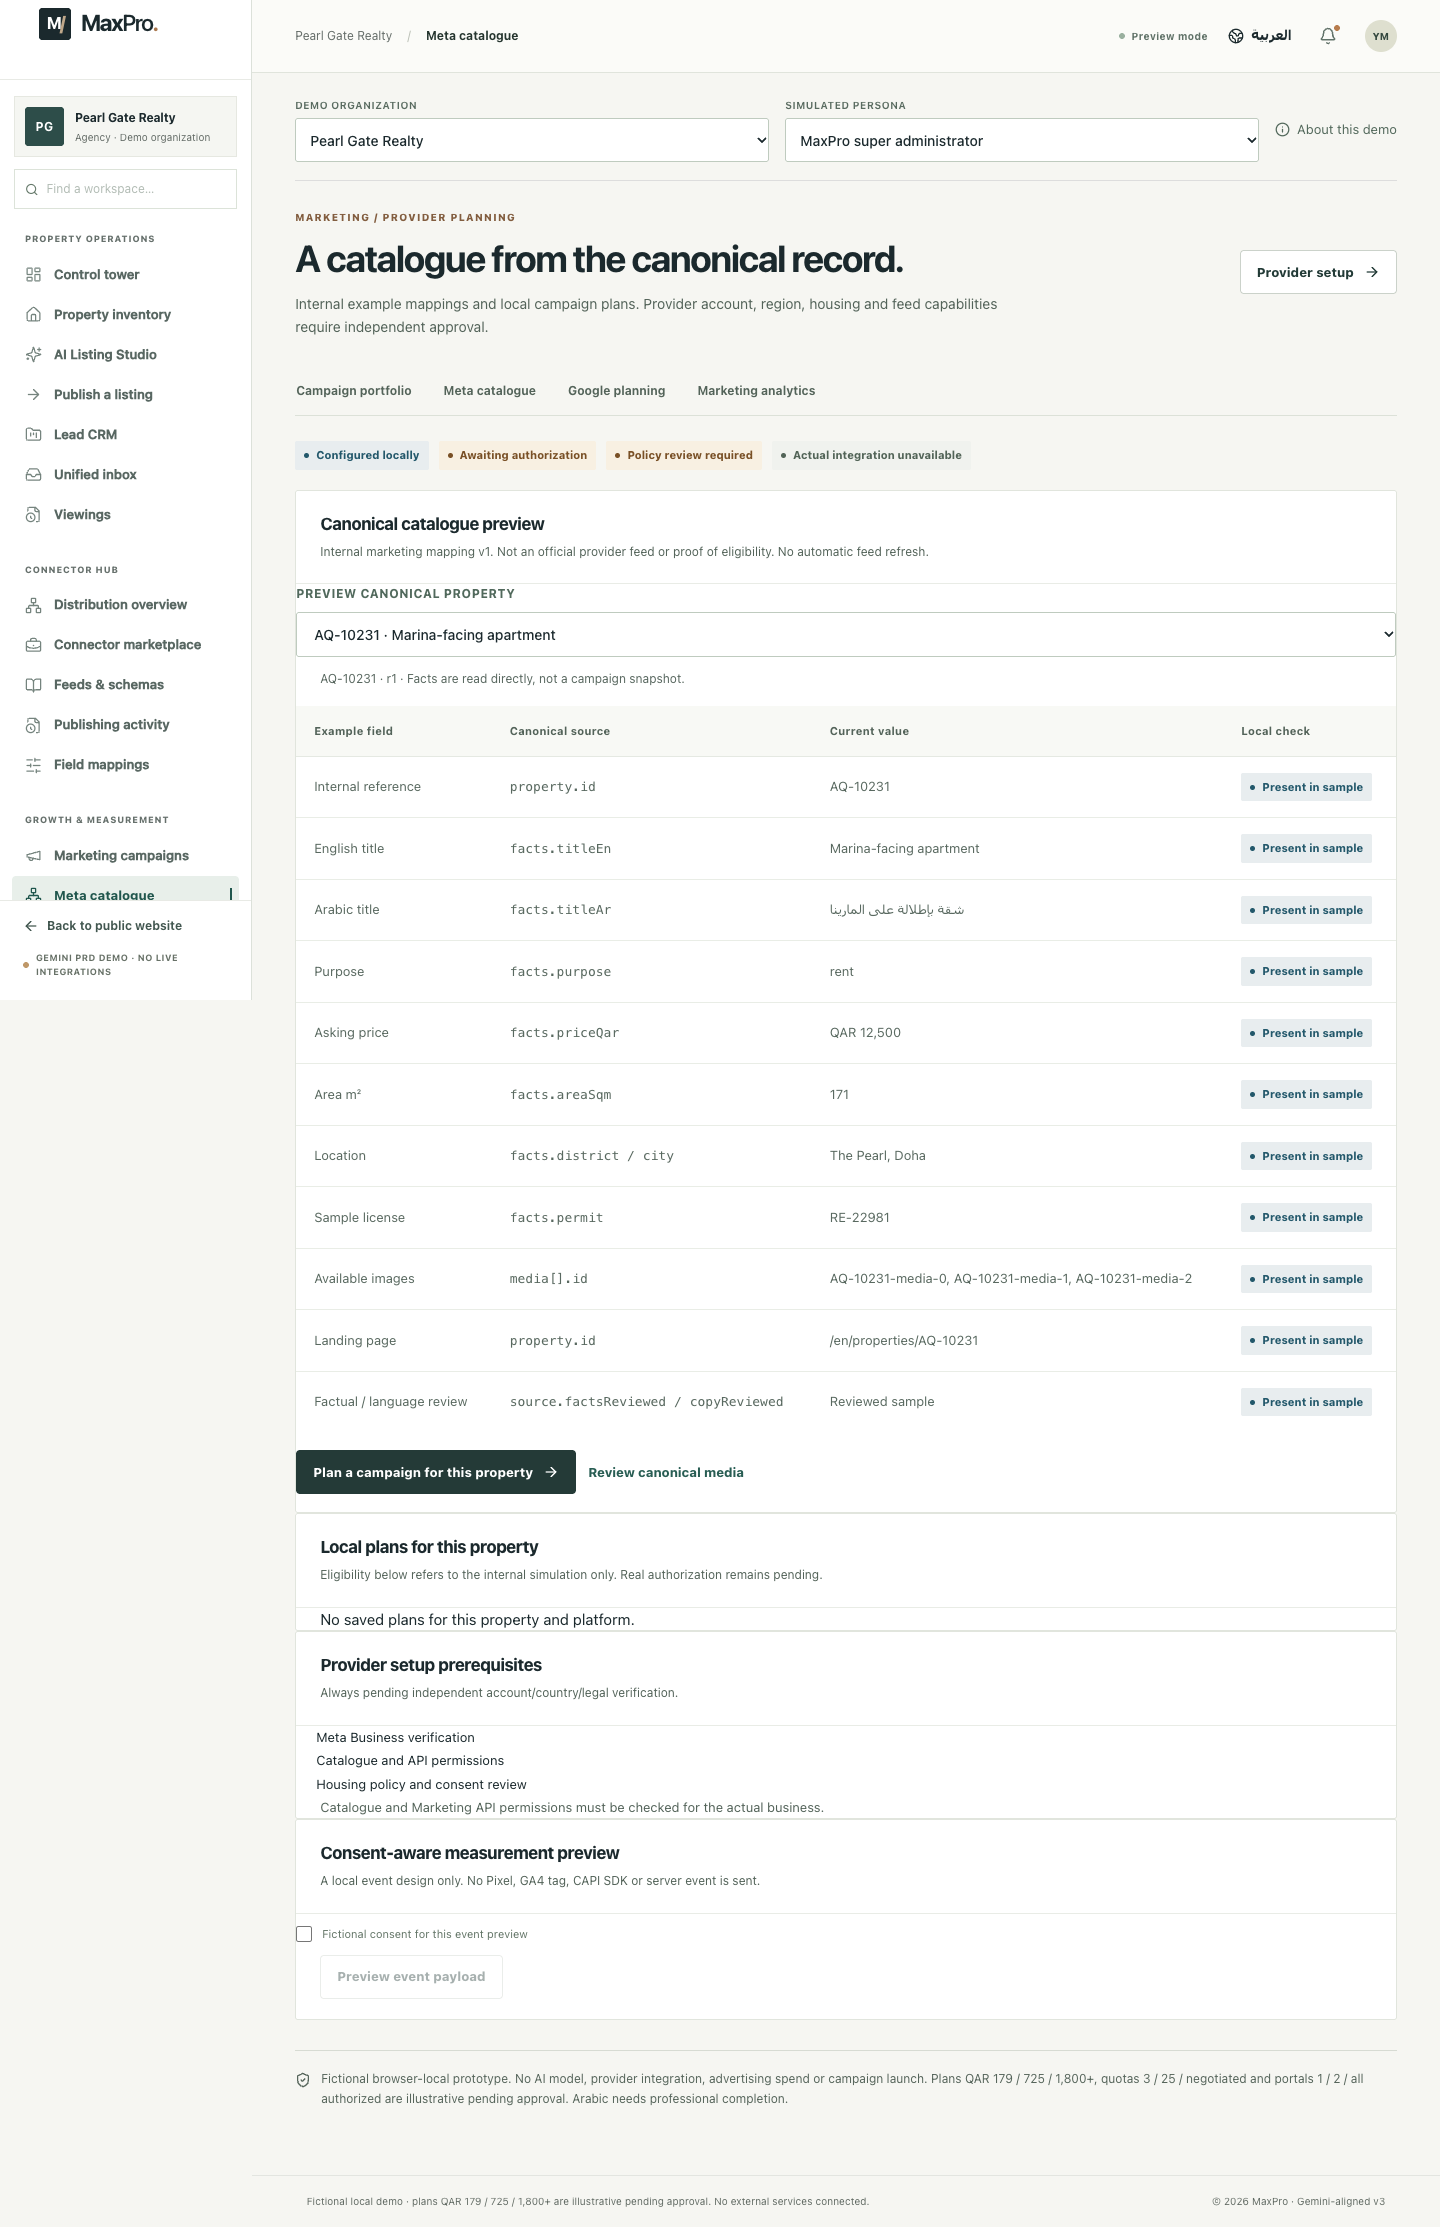 M/ MaxPro.
PG
Pearl Gate Realty
Agency · Demo organization
Find a workspace...
PROPERTY OPERATIONS
Control tower
Property inventory
AI Listing Studio
Publish a listing
Lead CRM
Unified inbox
Viewings
CONNECTOR HUB
Distribution overview
Connector marketplace
Feeds & schemas
Publishing activity
Field mappings
GROWTH & MEASUREMENT
Marketing campaigns
Meta catalogue
Back to public website
GEMINI PRD DEMO · NO LIVE
INTEGRATIONS
Pearl Gate Realty / Meta catalogue
Preview mode
العربية
YM
DEMO ORGANIZATION
Pearl Gate Realty
SIMULATED PERSONA
MaxPro super administrator
About this demo
MARKETING / PROVIDER PLANNING
A catalogue from the canonical record.
Internal example mappings and local campaign plans. Provider account, region, housing and feed capabilities
require independent approval.
Provider setup
Campaign portfolio Meta catalogue Google planning Marketing analytics
Configured locally Awaiting authorization Policy review required Actual integration unavailable
Canonical catalogue preview
Internal marketing mapping v1. Not an official provider feed or proof of eligibility. No automatic feed refresh.
PREVIEW CANONICAL PROPERTY
AQ-10231 · Marina-facing apartment
AQ-10231 · r1 · Facts are read directly, not a campaign snapshot.
Example field Canonical source Current value Local check
Internal reference property.id AQ-10231 Present in sample
English title facts.titleEn Marina-facing apartment Present in sample
Arabic title facts.titleAr شقة بإطلالة على المارينا Present in sample
Purpose facts.purpose rent Present in sample
Asking price facts.priceQar QAR 12,500 Present in sample
Area m² facts.areaSqm 171 Present in sample
Location facts.district / city The Pearl, Doha Present in sample
Sample license facts.permit RE-22981 Present in sample
Available images media[].id AQ-10231-media-0, AQ-10231-media-1, AQ-10231-media-2 Present in sample
Landing page property.id /en/properties/AQ-10231 Present in sample
Factual / language review source.factsReviewed / copyReviewed Reviewed sample Present in sample
Plan a campaign for this property Review canonical media
Local plans for this property
Eligibility below refers to the internal simulation only. Real authorization remains pending.
No saved plans for this property and platform.
Provider setup prerequisites
Always pending independent account/country/legal verification.
Meta Business verification
Catalogue and API permissions
Housing policy and consent review
Catalogue and Marketing API permissions must be checked for the actual business.
Consent-aware measurement preview
A local event design only. No Pixel, GA4 tag, CAPI SDK or server event is sent.
Fictional consent for this event preview
Preview event payload
Fictional browser-local prototype. No AI model, provider integration, advertising spend or campaign launch. Plans QAR 179 / 725 / 1,800+, quotas 3 / 25 / negotiated and portals 1 / 2 / all
authorized are illustrative pending approval. Arabic needs professional completion.
Fictional local demo · plans QAR 179 / 725 / 1,800+ are illustrative pending approval. No external services connected.
© 2026 MaxPro · Gemini-aligned v3